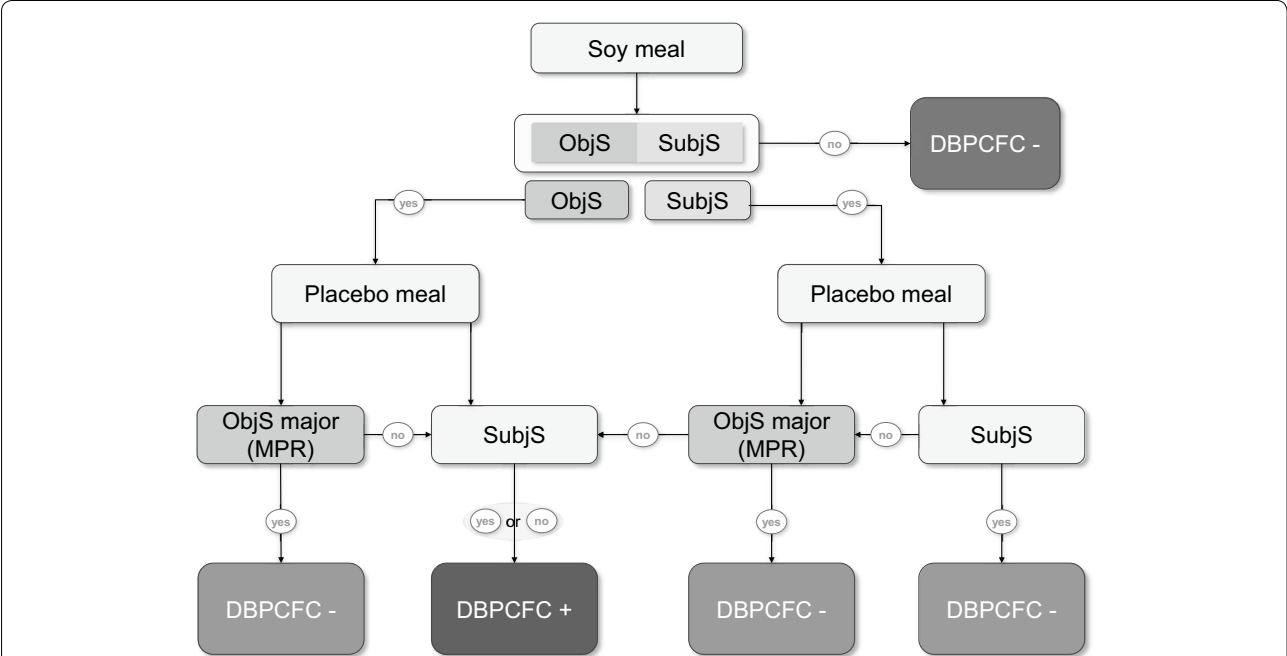 Soy meal
ObjS SubjS
no
DBPCFC -
yes
ObjS
SubjS
yes
Placebo meal
Placebo meal
ObjS major
(MPR)
no
SubjS
no
ObjS major
(MPR)
no
SubjS
yes
yes or no
yes
yes
DBPCFC -
DBPCFC +
DBPCFC -
DBPCFC -